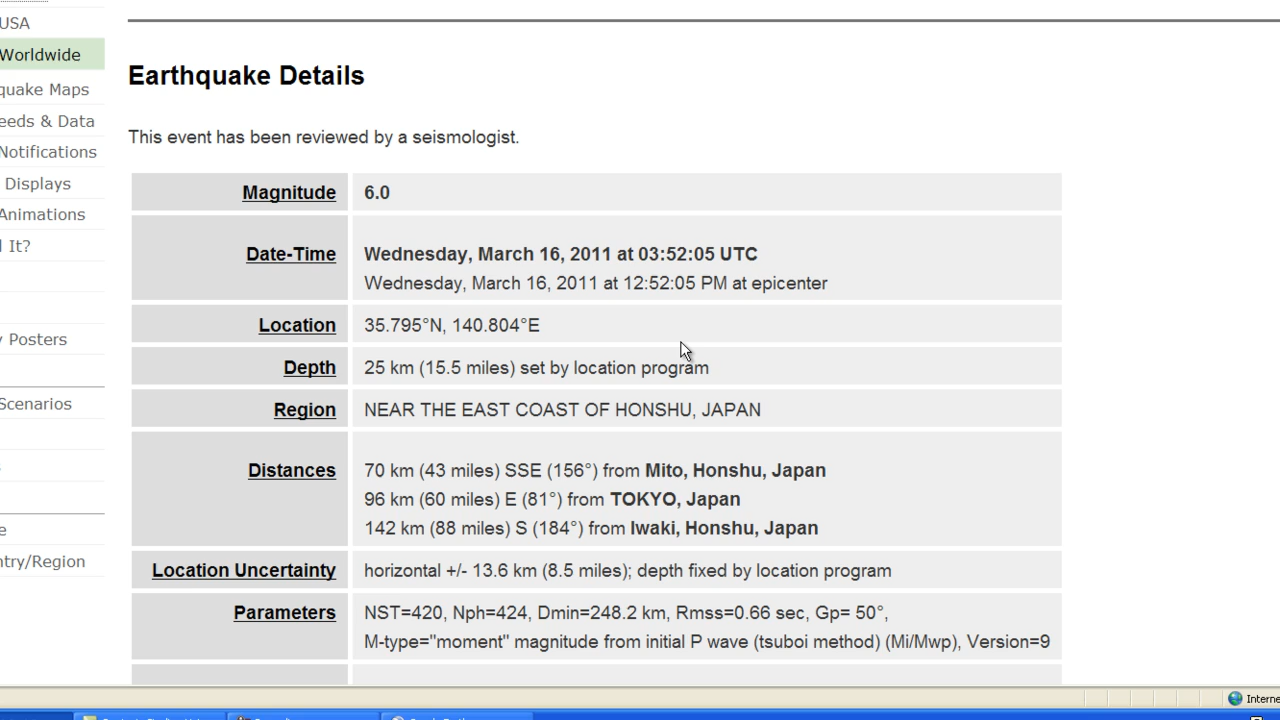 USA
Worldwide
quake Maps
eeds & Data
Notifications
Displays
Animations
It?
Posters
Scenarios
e
ntry/Region
Earthquake Details
This event has been reviewed by a seismologist.
Magnitude 6.0
Date-Time Wednesday, March 16, 2011 at 03:52:05 UTC
Wednesday, March 16, 2011 at 12:52:05 PM at epicenter
Location 35.795°N, 140.804°E
Depth 25 km (15.5 miles) set by location program
Region NEAR THE EAST COAST OF HONSHU, JAPAN
Distances 70 km (43 miles) SSE (156°) from Mito, Honshu, Japan
96 km (60 miles) E (81°) from TOKYO, Japan
142 km (88 miles) S (184°) from Iwaki, Honshu, Japan
Location Uncertainty horizontal +/- 13.6 km (8.5 miles); depth fixed by location program
Parameters NST=420, Nph=424, Dmin=248.2 km, Rmss=0.66 sec, Gp= 50°,
M-type="moment" magnitude from initial P wave (tsuboi method) (Mi/Mwp), Version=9
Interne